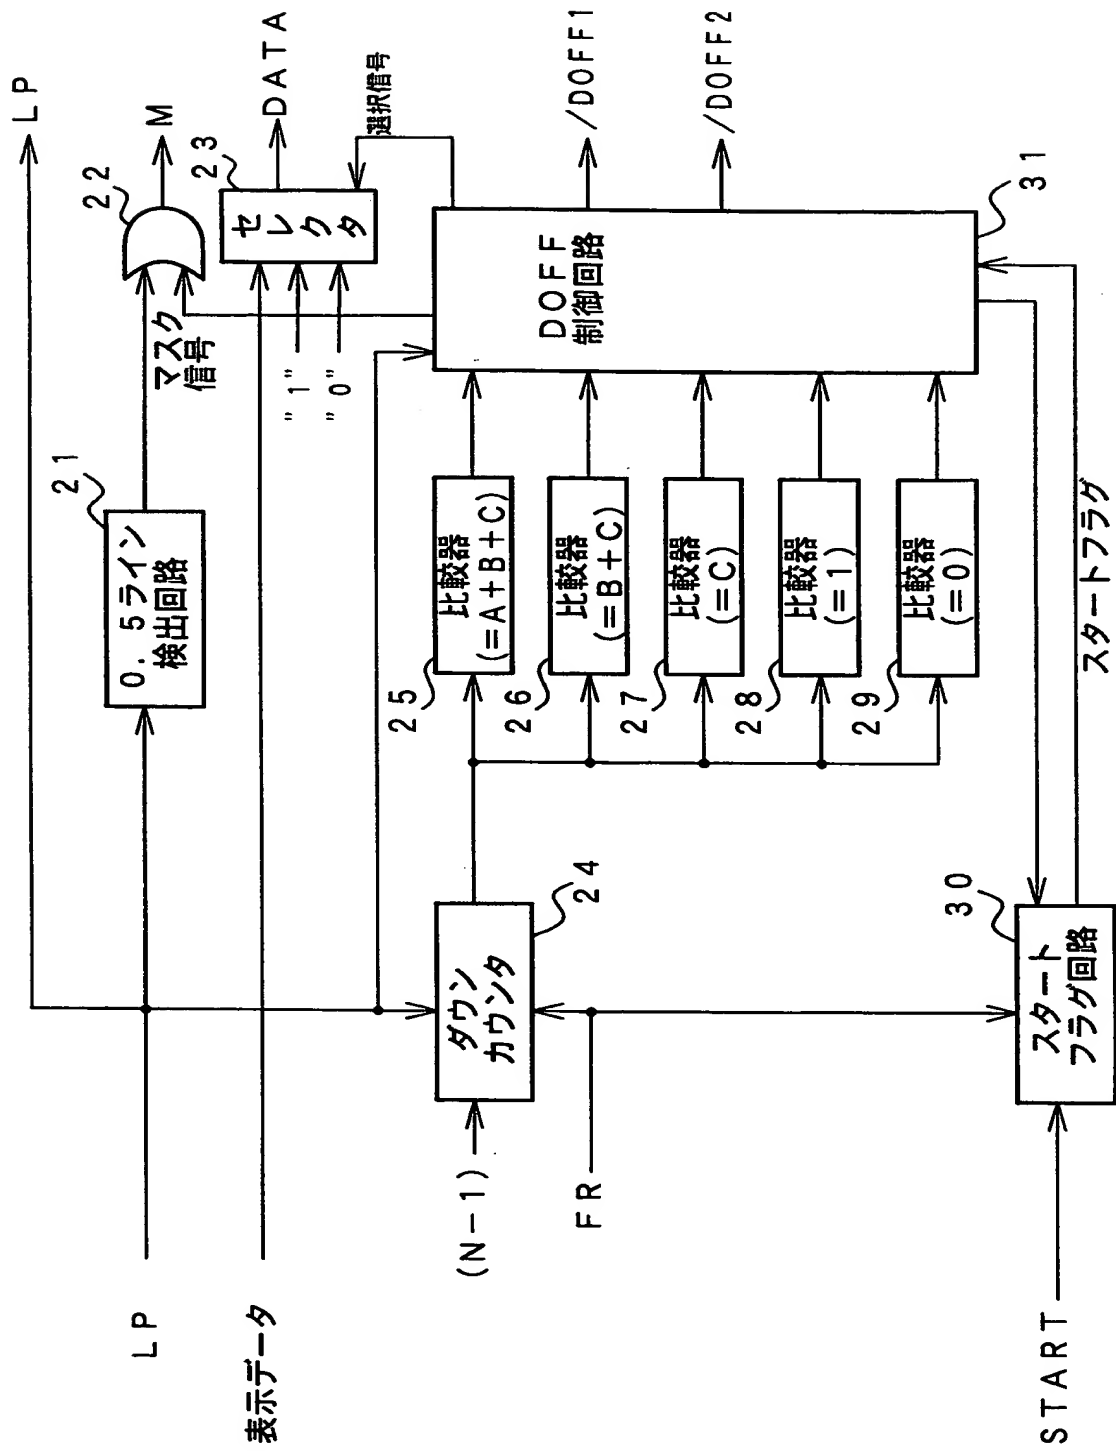 LP
表示データ
(N-1)
FR
START
0.5ライン
検出回路
21
22
マスク
信号
"1"
"0"
セレクタ
23
選択信号
LP
M
DATA
/DOFF1
/DOFF2
ダウン
カウンタ
24
比較器
(=A+B+C)
25
比較器
(=B+C)
26
比較器
(=C)
27
比較器
(=1)
28
比較器
(=0)
29
DOFF
制御回路
31
スタート
フラグ回路
30
スタートフラグ